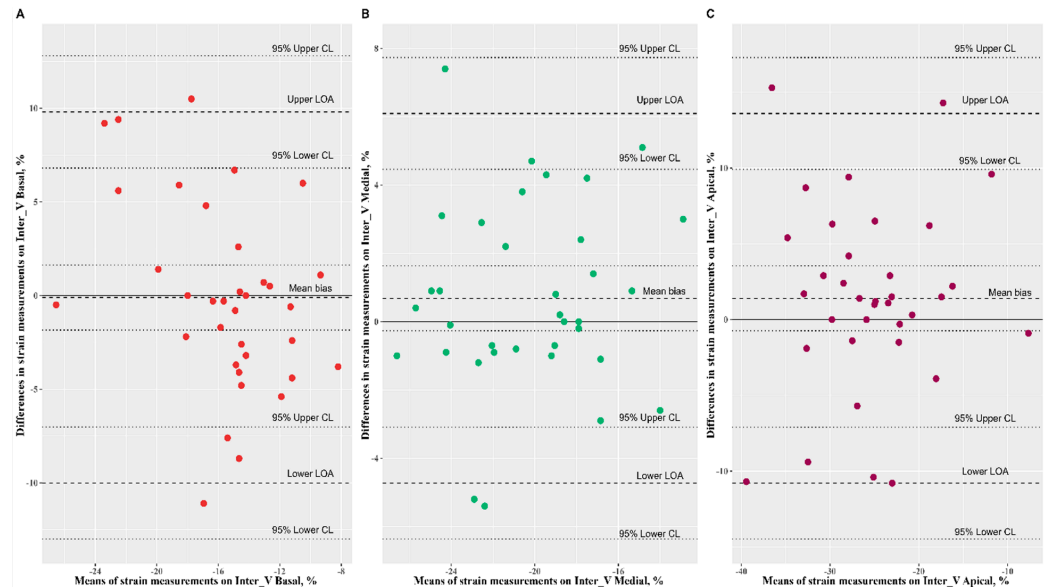 A
Differences in strain measurements on Inter_V Basal, %
10
5
0
-5
-10
95% Upper CL
Upper LOA
95% Lower CL
Mean bias
95% Upper CL
Lower LOA
95% Lower CL
-24
-20
-16
-12
-8
Means of strain measurements on Inter_V Basal, %
B
Differences in strain measurements on Inter_V Medial, %
8
4
0
-4
95% Upper CL
Upper LOA
95% Lower CL
Mean bias
95% Upper CL
Lower LOA
95% Lower CL
-24
-20
-16
Means of strain measurements on Inter_V Medial, %
C
Differences in strain measurements on Inter_V Apical, %
10
0
-10
95% Upper CL
Upper LOA
95% Lower CL
Mean bias
95% Upper CL
Lower LOA
95% Lower CL
-40
-30
-20
-10
Means of strain measurements on Inter_V Apical, %